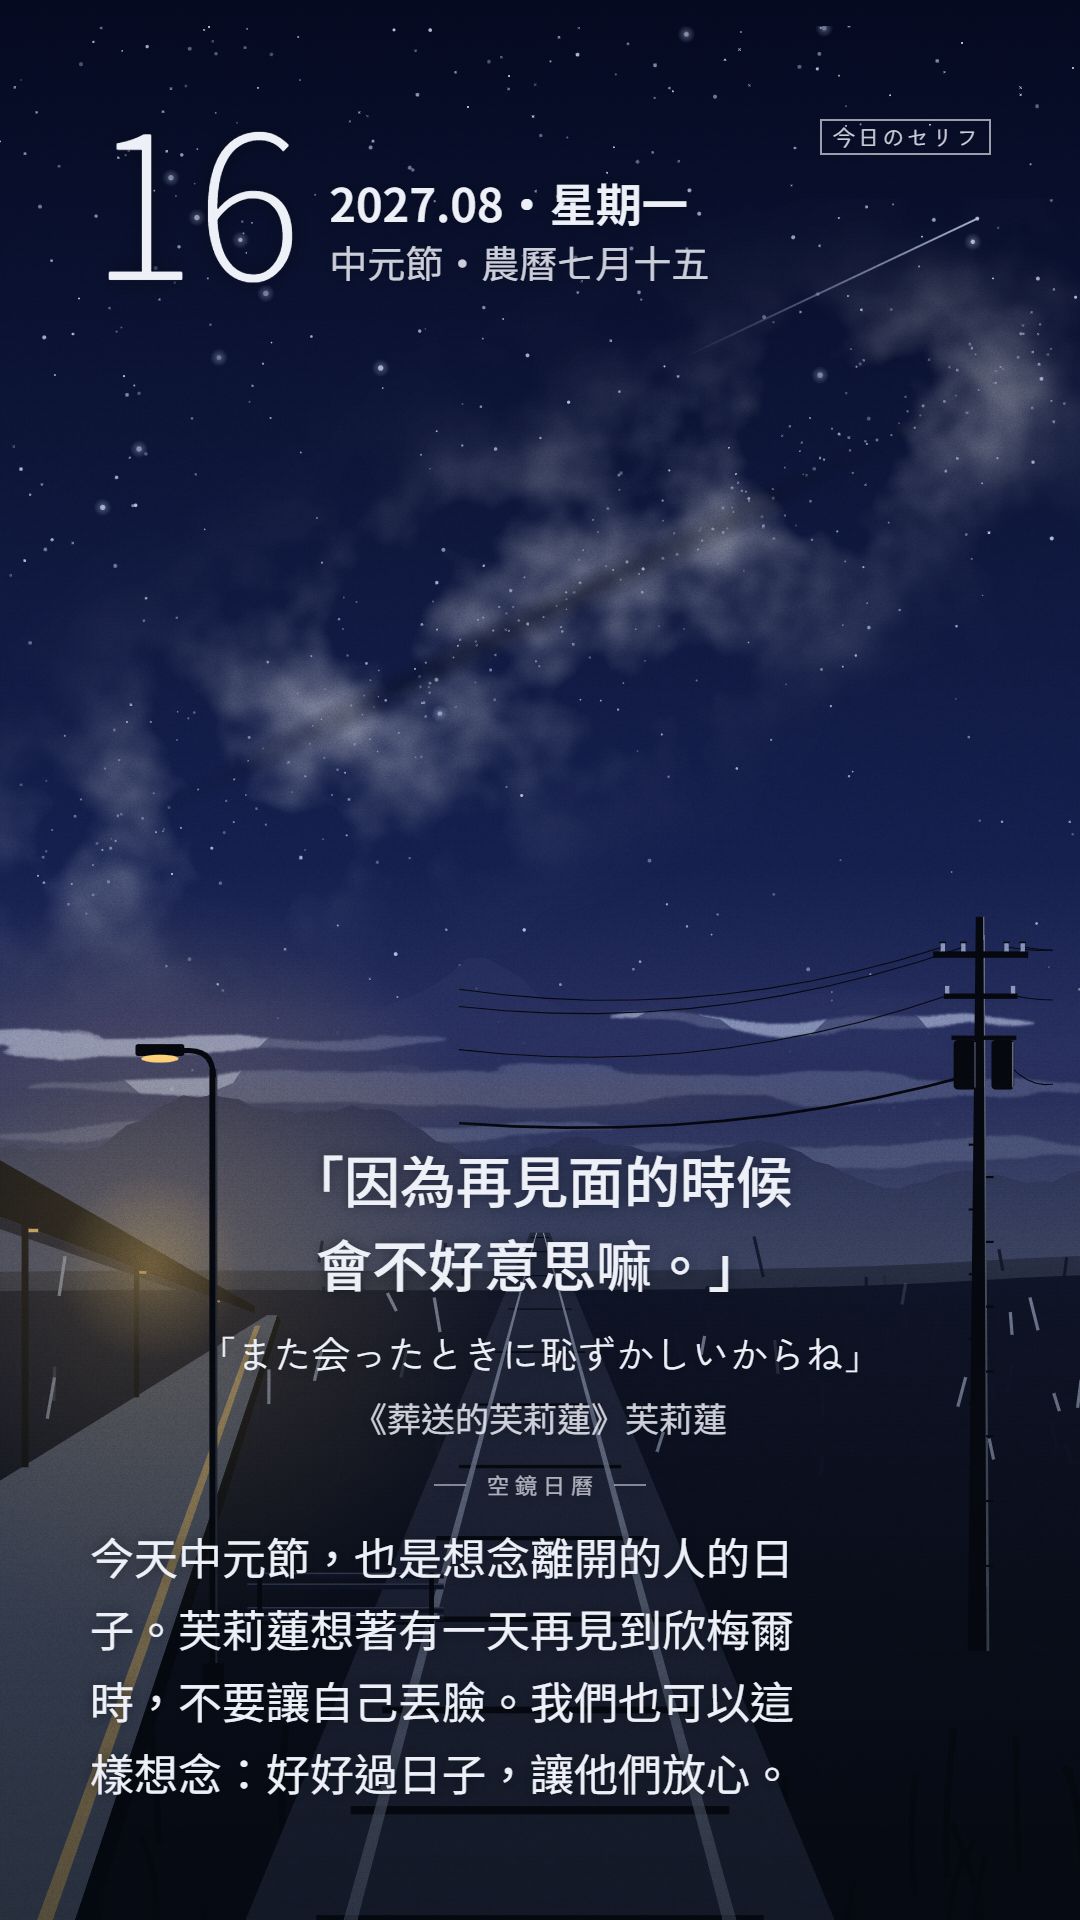 今日のセリフ
16
2027.08・星期一
中元節・農曆七月十五
「因為再見面的時候
會不好意思嘛。」
「また会ったときに恥ずかしいからね」
《葬送的芙莉蓮》芙莉蓮
空鏡日曆
今天中元節，也是想念離開的人的日
子。芙莉蓮想著有一天再見到欣梅爾
時，不要讓自己丟臉。我們也可以這
樣想念：好好過日子，讓他們放心。